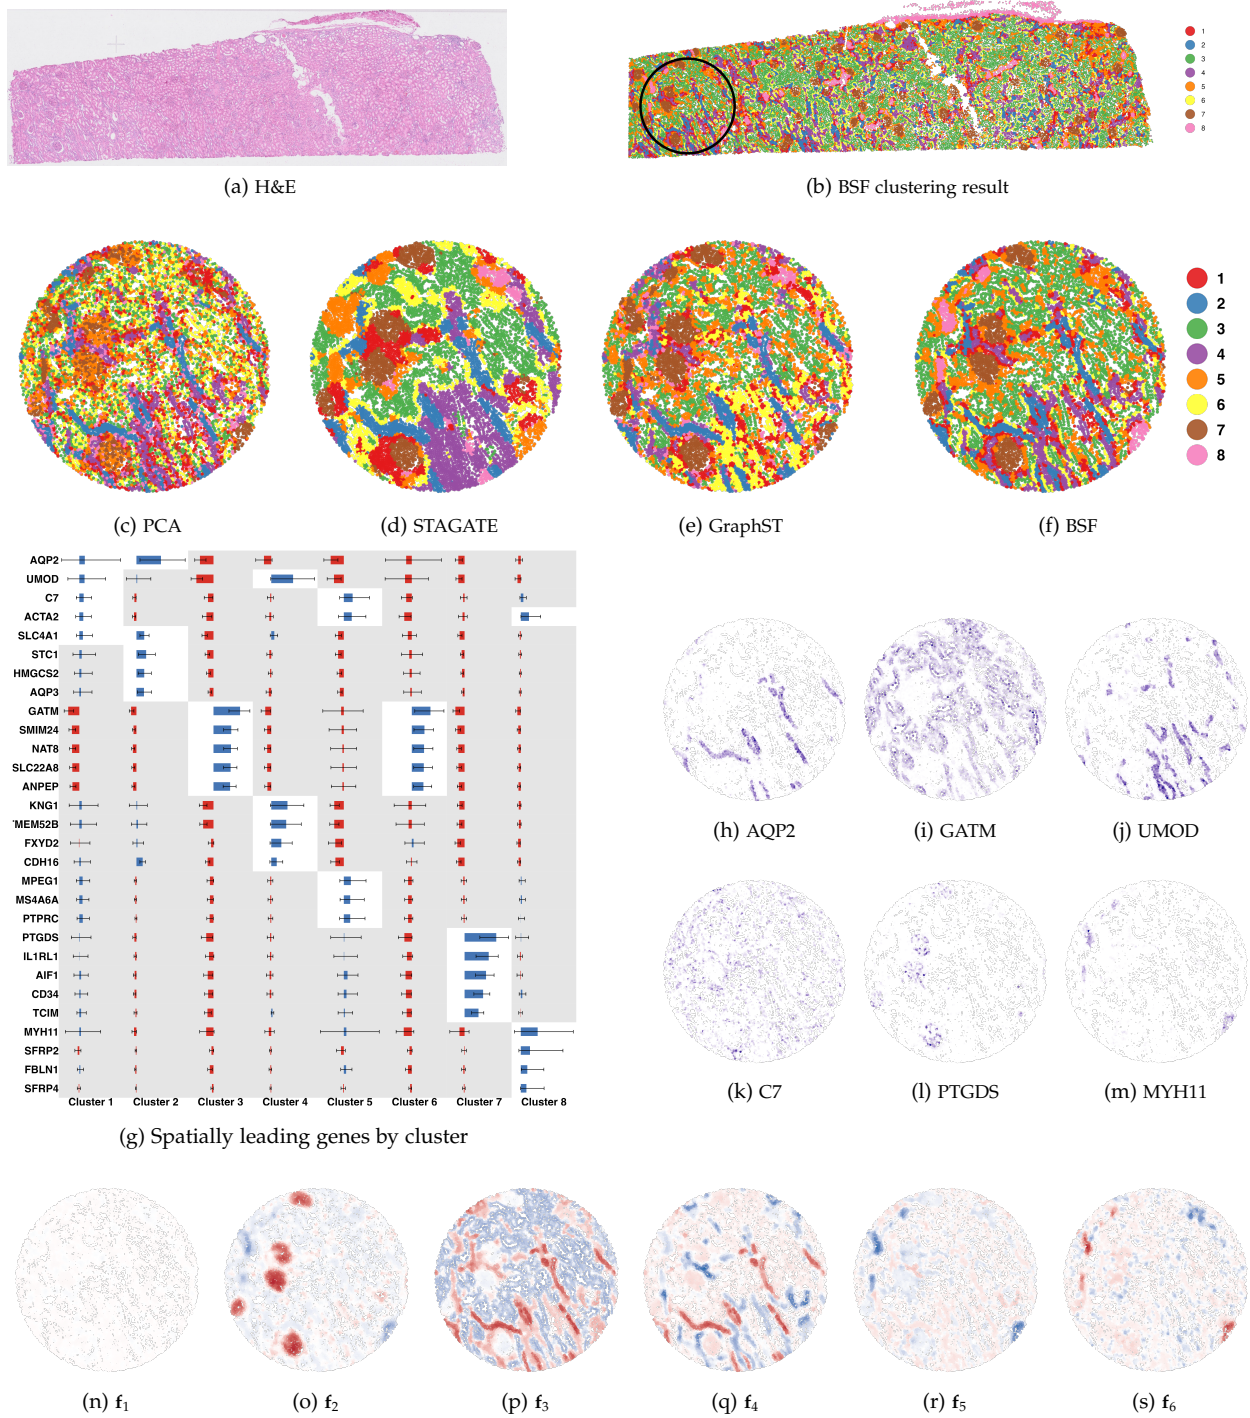 1
2
3
4
5
6
7
8
(a) H&E
(b) BSF clustering result
1
2
3
4
5
6
7
8
(c) PCA
(d) STAGATE
(e) GraphST
(f) BSF
AQP2
UMOD
C7
ACTA2
SLC4A1
STC1
HMGCS2
AQP3
GATM
SMIM24
NAT8
SLC22A8
ANPEP
KNG1
TMEM52B
FXYD2
CDH16
MPEG1
MS4A6A
PTPRC
PTGDS
IL1RL1
AIF1
CD34
TCIM
MYH11
SFRP2
FBLN1
SFRP4
Cluster 1 Cluster 2 Cluster 3 Cluster 4 Cluster 5 Cluster 6 Cluster 7 Cluster 8
(g) Spatially leading genes by cluster
(h) AQP2
(i) GATM
(j) UMOD
(k) C7
(l) PTGDS
(m) MYH11
(n) f₁
(o) f₂
(p) f₃
(q) f₄
(r) f₅
(s) f₆